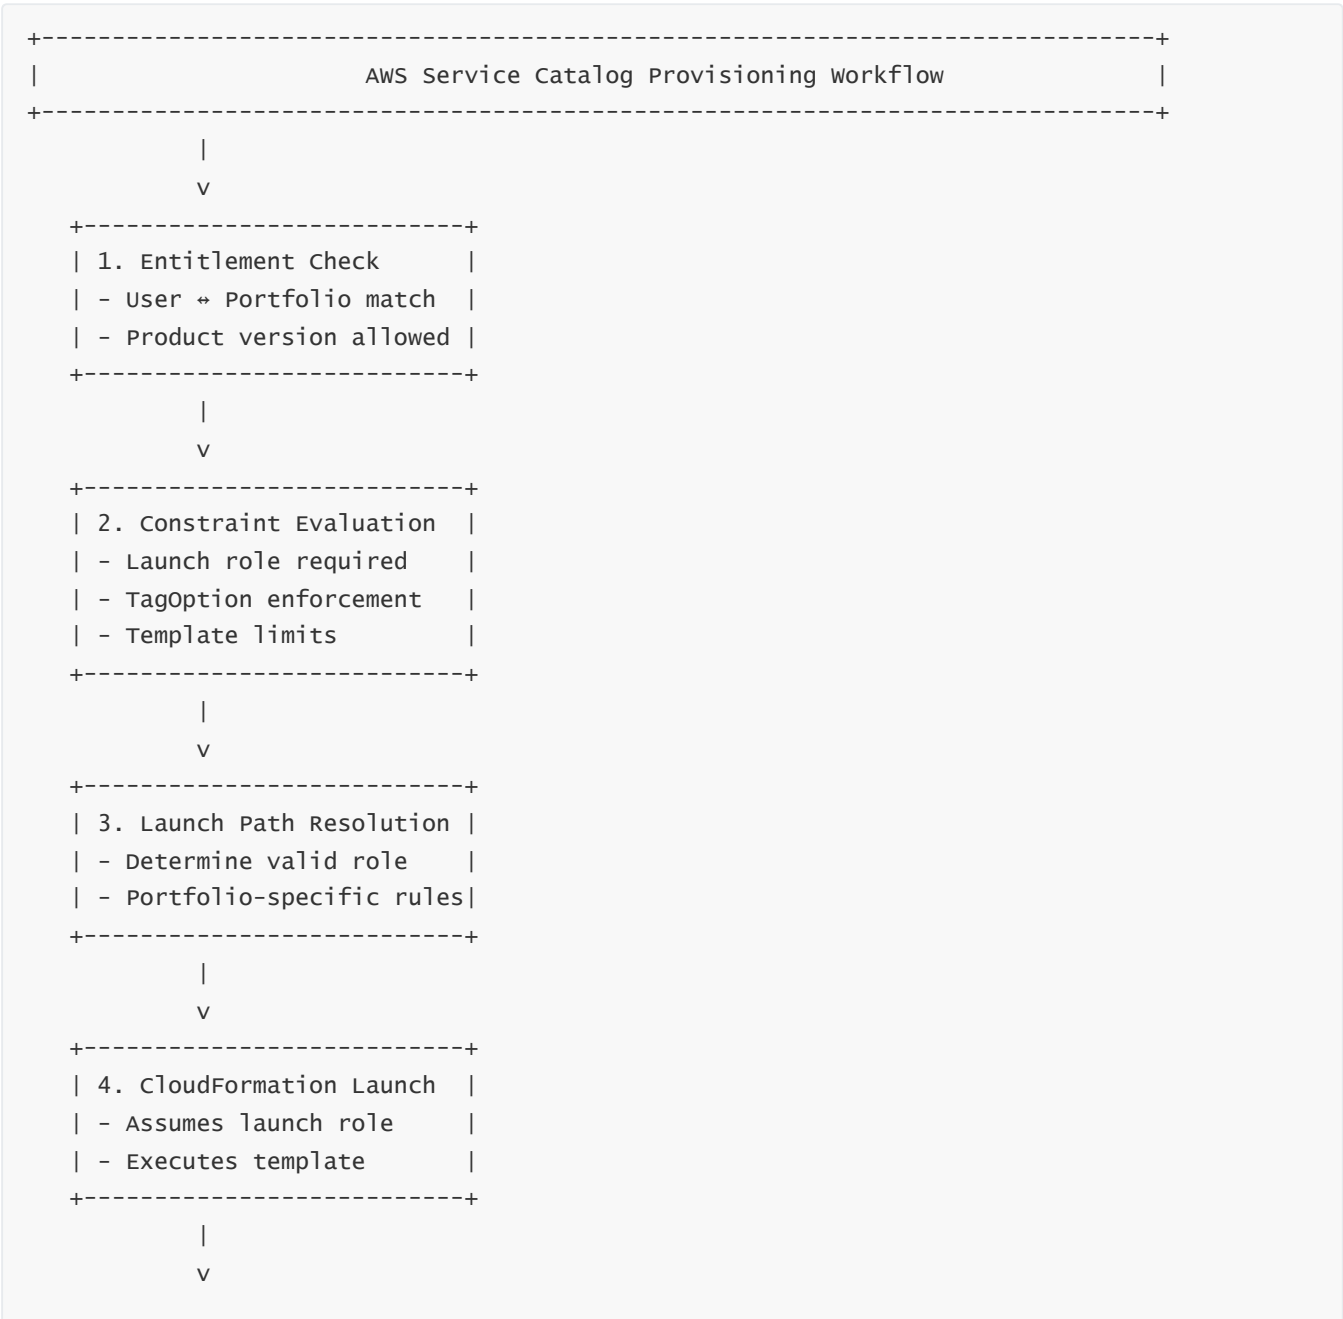 +------------------------------------------------------------------------------+
|                       AWS Service Catalog Provisioning Workflow               |
+------------------------------------------------------------------------------+
            |
            v
   +---------------------------+
   | 1. Entitlement Check      |
   | - User ↔ Portfolio match  |
   | - Product version allowed |
   +---------------------------+
            |
            v
   +---------------------------+
   | 2. Constraint Evaluation  |
   | - Launch role required    |
   | - TagOption enforcement   |
   | - Template limits         |
   +---------------------------+
            |
            v
   +---------------------------+
   | 3. Launch Path Resolution |
   | - Determine valid role    |
   | - Portfolio-specific rules|
   +---------------------------+
            |
            v
   +---------------------------+
   | 4. CloudFormation Launch  |
   | - Assumes launch role     |
   | - Executes template       |
   +---------------------------+
            |
            v